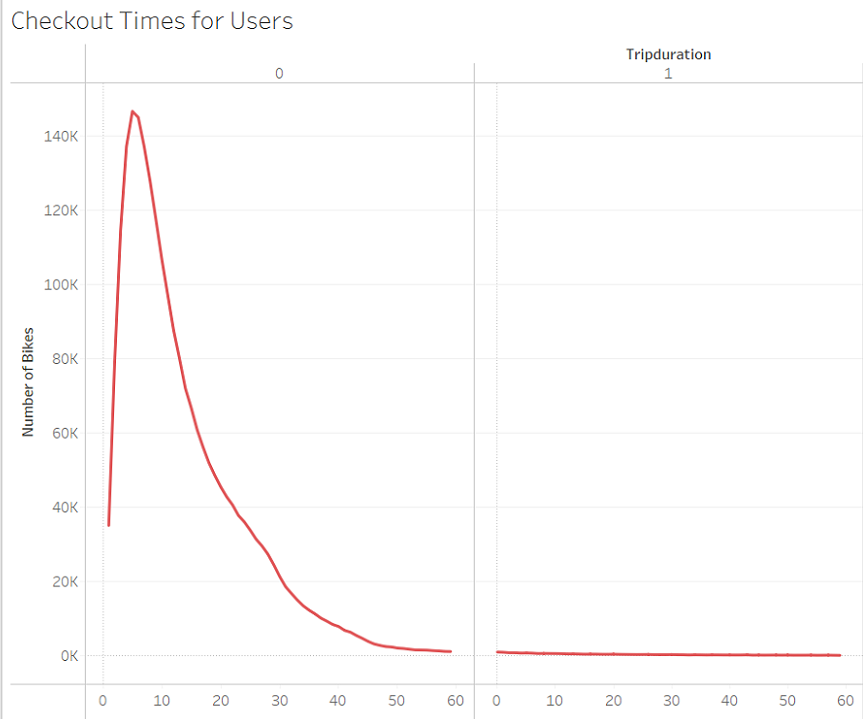 Checkout Times for Users
Tripduration
0 1
Number of Bikes
140K
120K
100K
80K
60K
40K
20K
0K
0 10 20 30 40 50 60 0 10 20 30 40 50 60